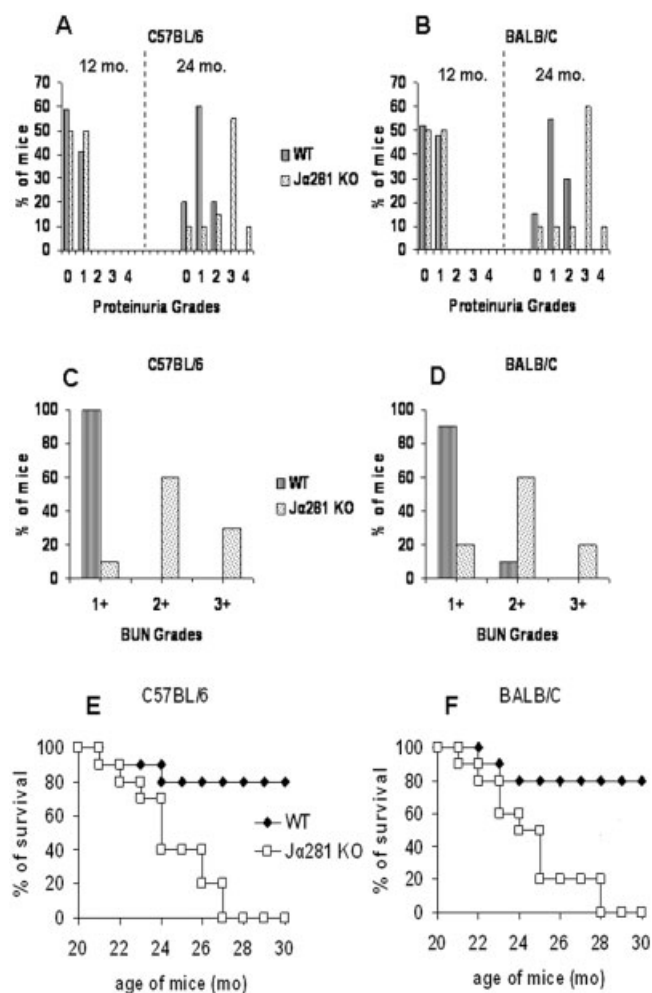 A
C57BL/6
12 mo.
24 mo.
70
60
50
40
30
20
10
0
% of mice
0 1 2 3 4
0 1 2 3 4
Proteinuria Grades
WT
Jα281 KO
B
BALB/C
12 mo.
24 mo.
70
60
50
40
30
20
10
0
% of mice
0 1 2 3 4
0 1 2 3 4
Proteinuria Grades
C
C57BL/6
100
80
60
40
20
0
% of mice
1+ 2+ 3+
BUN Grades
WT
Jα281 KO
D
BALB/C
100
80
60
40
20
0
% of mice
1+ 2+ 3+
BUN Grades
E
C57BL/6
100
80
60
40
20
0
% of survival
20 22 24 26 28 30
age of mice (mo)
WT
Jα281 KO
F
BALB/C
100
80
60
40
20
0
% of survival
20 22 24 26 28 30
age of mice (mo)